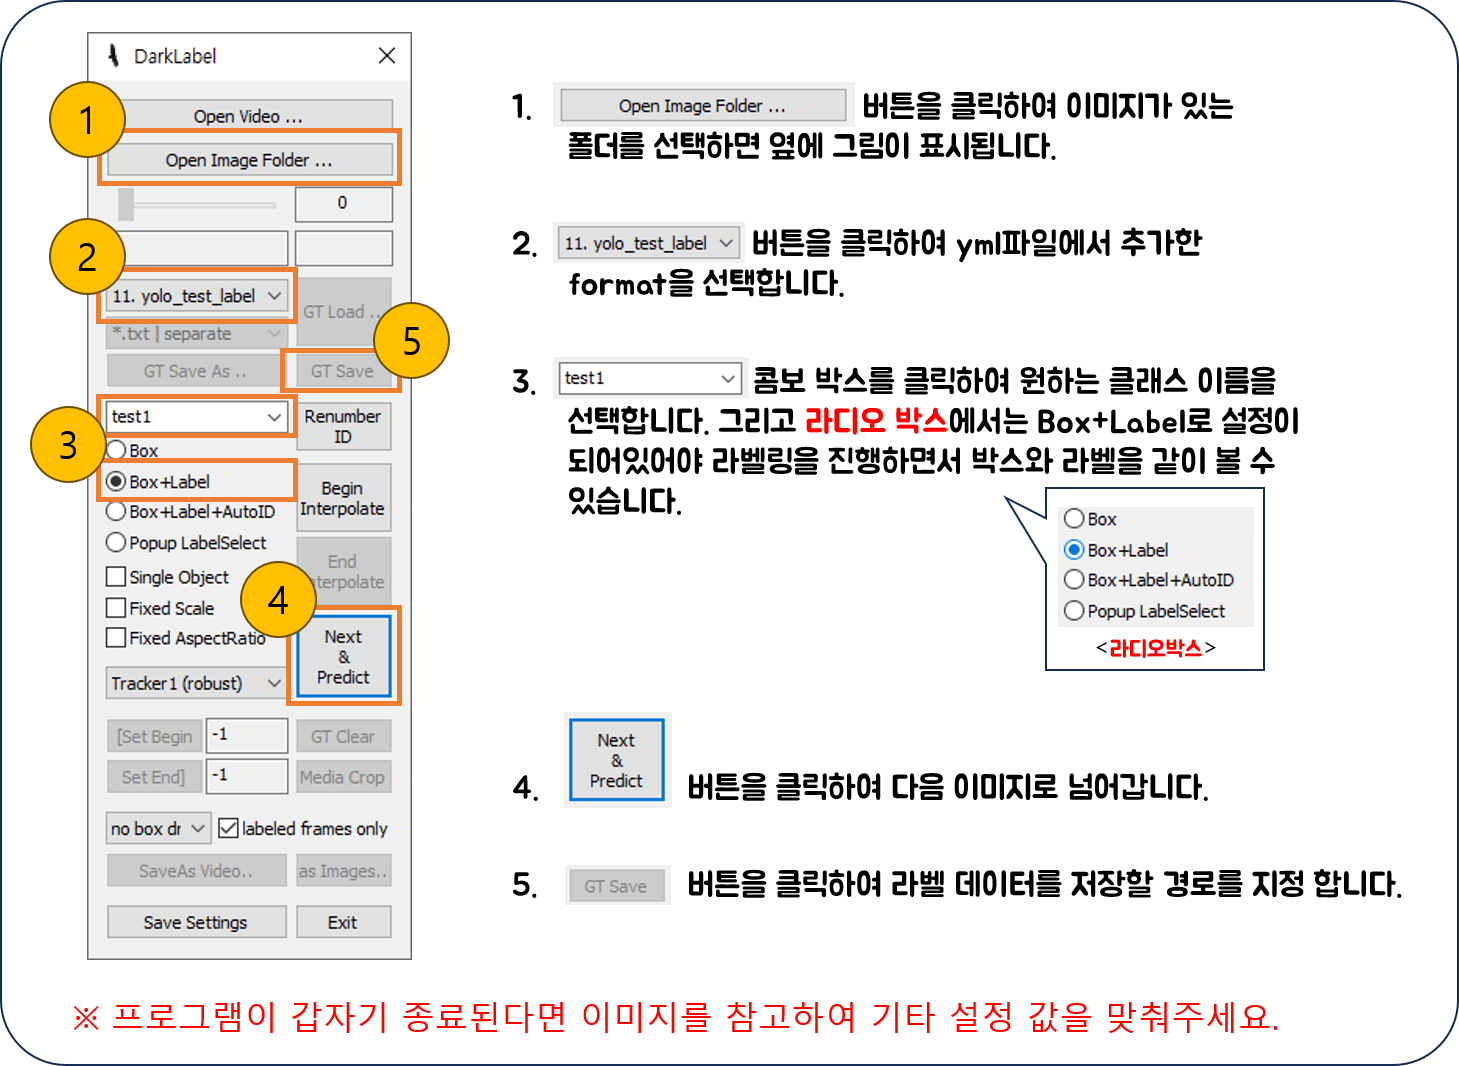 DarkLabel
1
Open Video ...
Open Image Folder ...
0
2
11. yolo_test_label
GT Load ..
*.txt | separate
5
GT Save As ..
GT Save
test1
Renumber
ID
3
Box
Box+Label
Begin
Interpolate
Box+Label+AutoID
Popup LabelSelect
End
Single Object
4
Fixed Scale
Fixed AspectRatio
Next
&
Predict
Tracker1 (robust)
[Set Begin
-1
GT Clear
Set End]
-1
Media Crop
no box dr
labeled frames only
SaveAs Video..
as Images..
Save Settings
Exit
1. Open Image Folder ... 버튼을 클릭하여 이미지가 있는
폴더를 선택하면 옆에 그림이 표시됩니다.
2. 11. yolo_test_label 버튼을 클릭하여 yml파일에서 추가한
format을 선택합니다.
3. test1 콤보 박스를 클릭하여 원하는 클래스 이름을
선택합니다. 그리고 라디오 박스에서는 Box+Label로 설정이
되어있어야 라벨링을 진행하면서 박스와 라벨을 같이 볼 수
있습니다.
Box
Box+Label
Box+Label+AutoID
Popup LabelSelect
<라디오박스>
Next
&
Predict
4. 버튼을 클릭하여 다음 이미지로 넘어갑니다.
5. GT Save 버튼을 클릭하여 라벨 데이터를 저장할 경로를 지정 합니다.
※ 프로그램이 갑자기 종료된다면 이미지를 참고하여 기타 설정 값을 맞춰주세요.